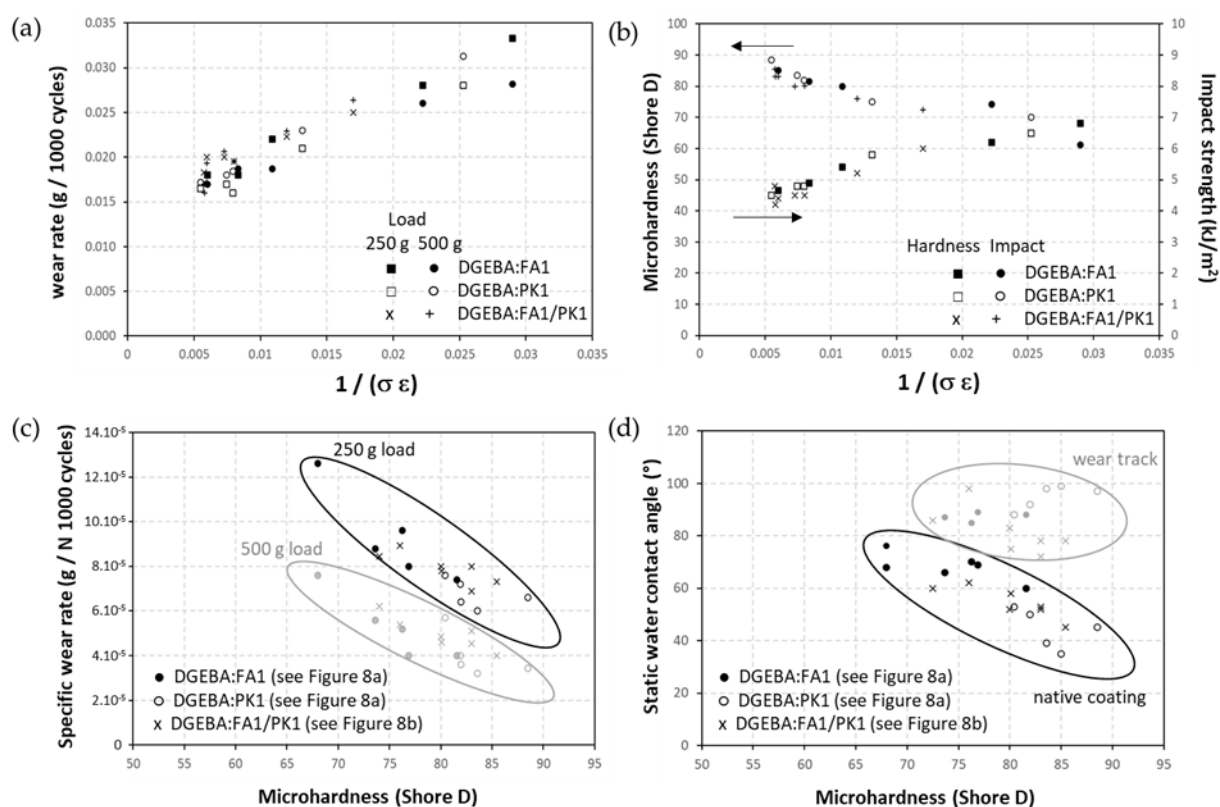 (a)
wear rate (g / 1000 cycles)
0.035
0.030
0.025
0.020
0.015
0.010
0.005
0.000
0 0.005 0.01 0.015 0.02 0.025 0.03 0.035
1 / (σ ε)
Load
250 g 500 g
DGEBA:FA1
DGEBA:PK1
DGEBA:FA1/PK1
(b)
Microhardness (Shore D)
100
90
80
70
60
50
40
30
20
10
0
0 0.005 0.01 0.015 0.02 0.025 0.03 0.035
1 / (σ ε)
10
9
8
7
6
5
4
3
2
1
0
Impact strength (kJ/m²)
Hardness Impact
DGEBA:FA1
DGEBA:PK1
DGEBA:FA1/PK1
(c)
Specific wear rate (g / N 1000 cycles)
14.10⁻⁵
12.10⁻⁵
10.10⁻⁵
8.10⁻⁵
6.10⁻⁵
4.10⁻⁵
2.10⁻⁵
0
50 55 60 65 70 75 80 85 90 95
Microhardness (Shore D)
250 g load
500 g load
DGEBA:FA1 (see Figure 8a)
DGEBA:PK1 (see Figure 8a)
DGEBA:FA1/PK1 (see Figure 8b)
(d)
Static water contact angle (°)
120
100
80
60
40
20
0
50 55 60 65 70 75 80 85 90 95
Microhardness (Shore D)
wear track
native coating
DGEBA:FA1 (see Figure 8a)
DGEBA:PK1 (see Figure 8a)
DGEBA:FA1/PK1 (see Figure 8b)